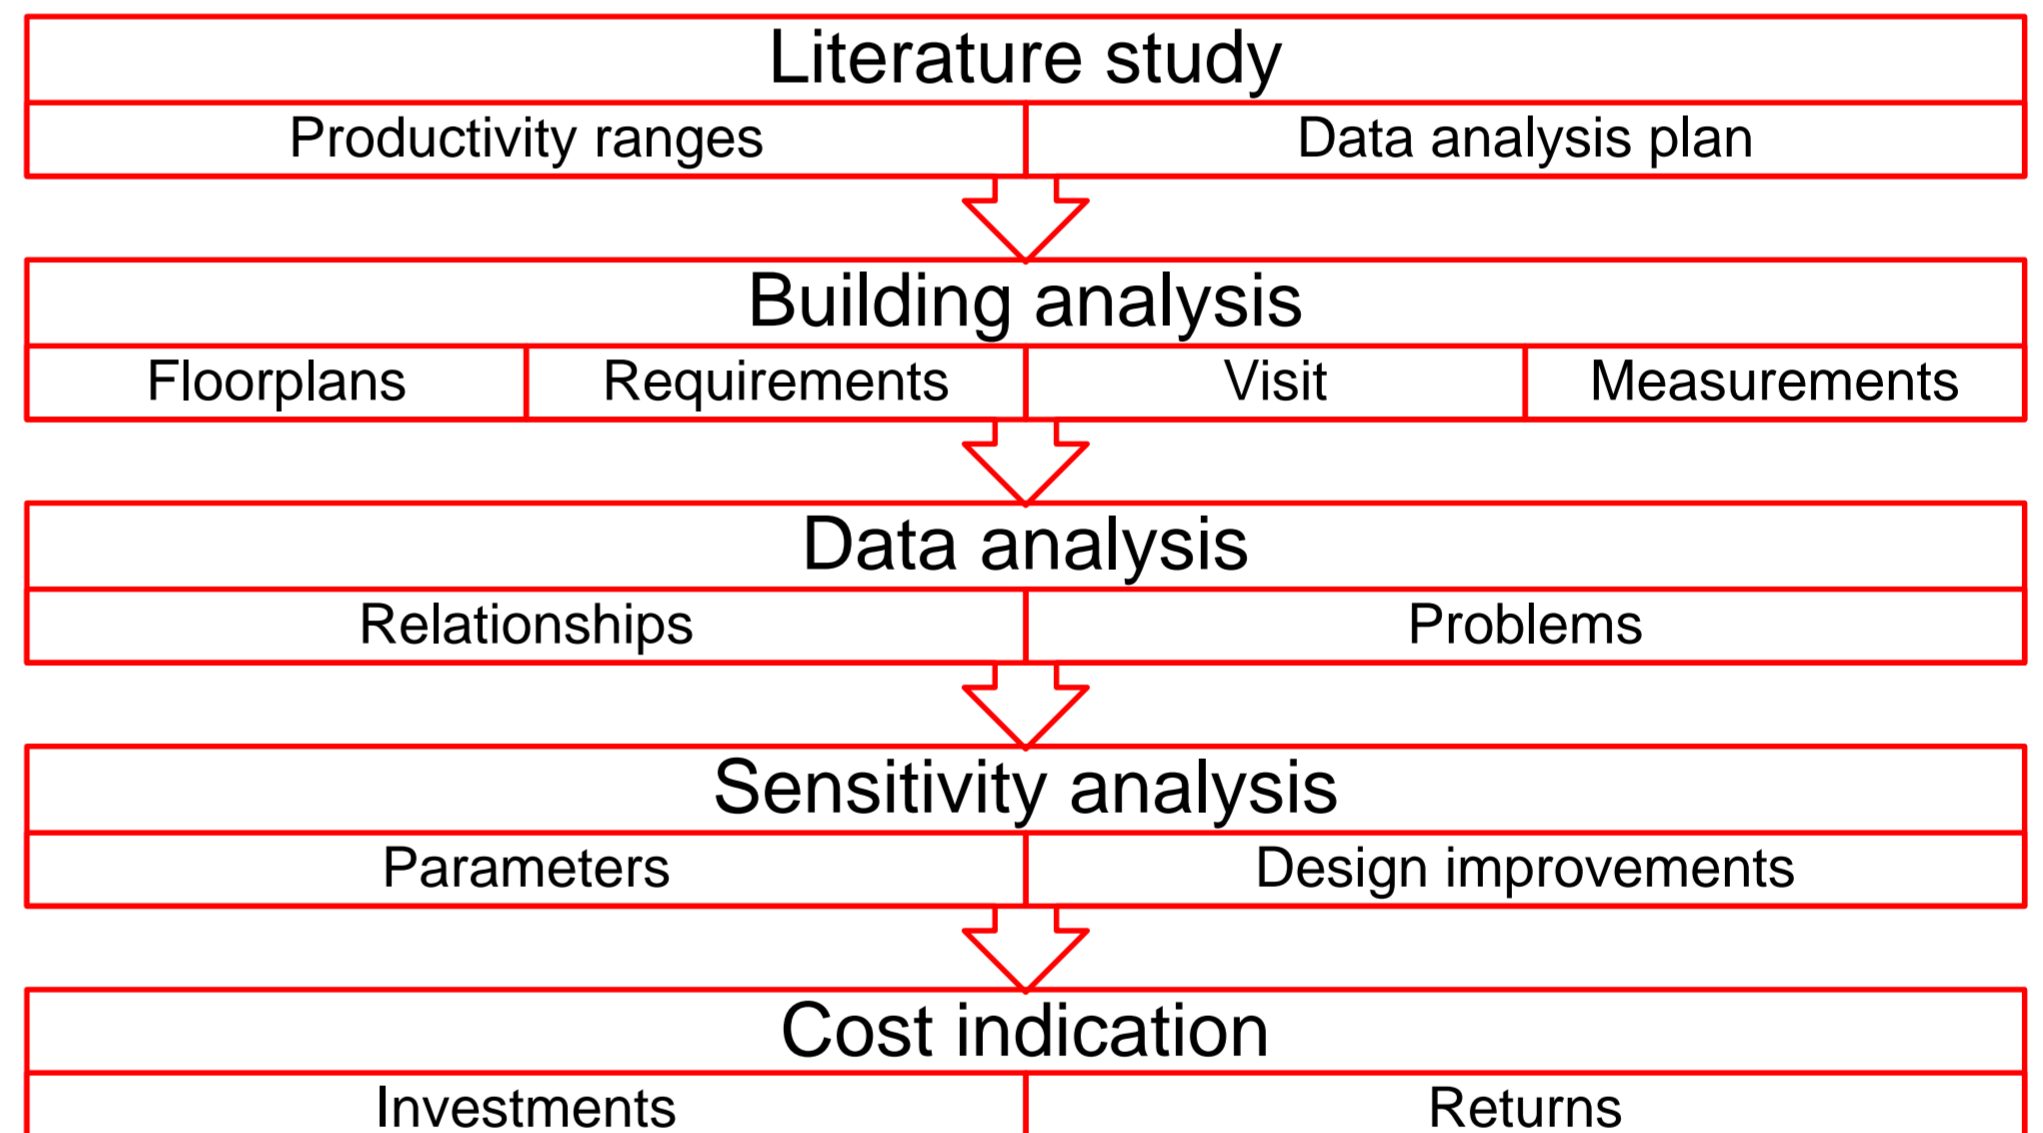 Literature study
Productivity ranges Data analysis plan
Building analysis
Floorplans Requirements Visit Measurements
Data analysis
Relationships Problems
Sensitivity analysis
Parameters Design improvements
Cost indication
Investments Returns